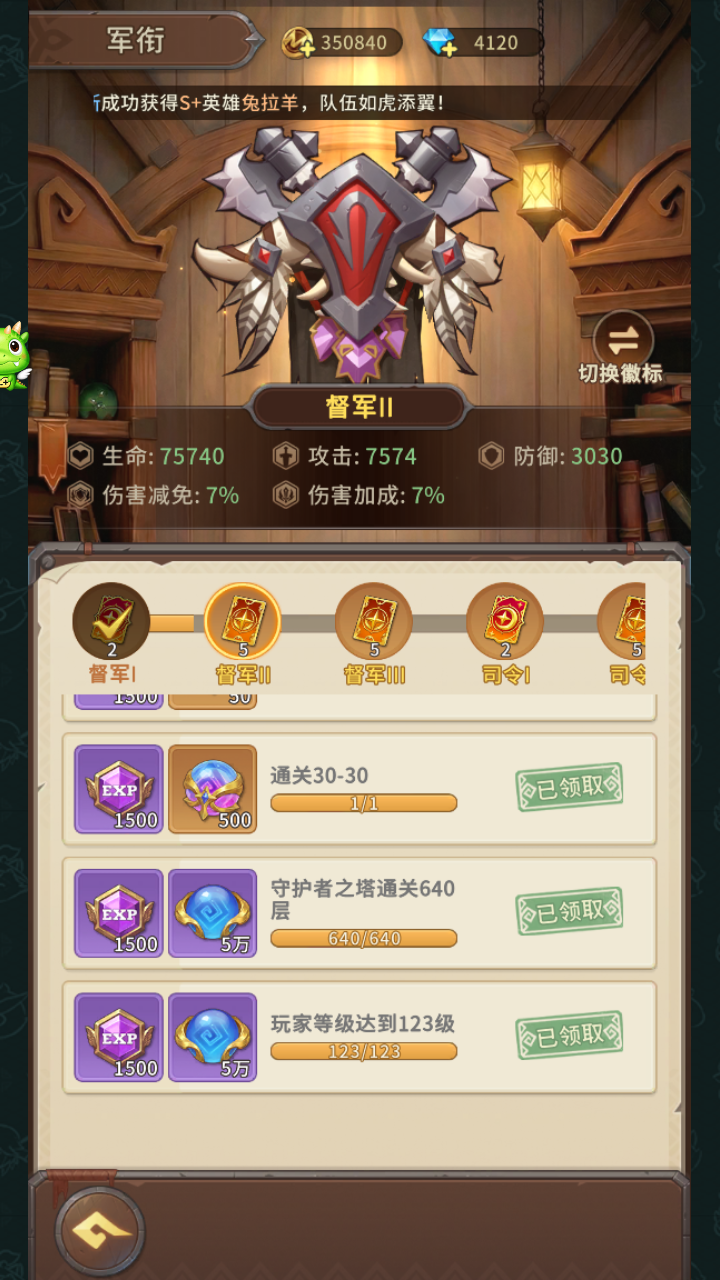 军衔
350840
4120
成功获得S+英雄兔拉羊，队伍如虎添翼！
切换徽标
督军II
生命: 75740
攻击: 7574
防御: 3030
伤害减免: 7%
伤害加成: 7%
2
5
5
2
5
督军I
督军II
督军III
司令I
司令
1500
50
EXP
1500
500
通关30-30
1/1
已领取
EXP
1500
5万
守护者之塔通关640
层
640/640
已领取
EXP
1500
5万
玩家等级达到123级
123/123
已领取